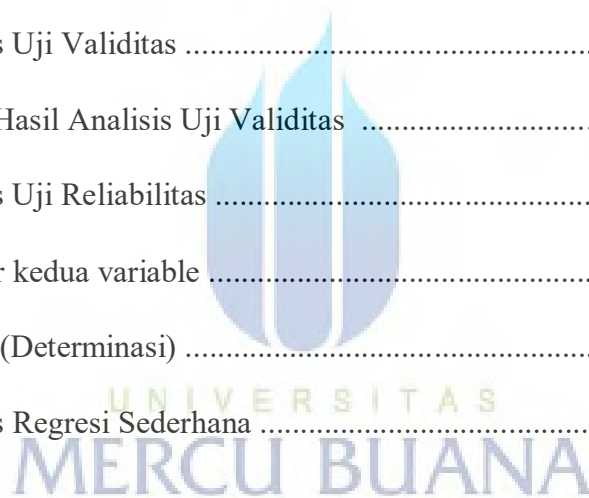 s Uji Validitas ..........................................
Hasil Analisis Uji Validitas ............................
s Uji Reliabilitas .......................................
r kedua variable ........................................
(Determinasi) ..........................................
UNIVERSITAS
s Regresi Sederhana ..................................
MERCU BUANA